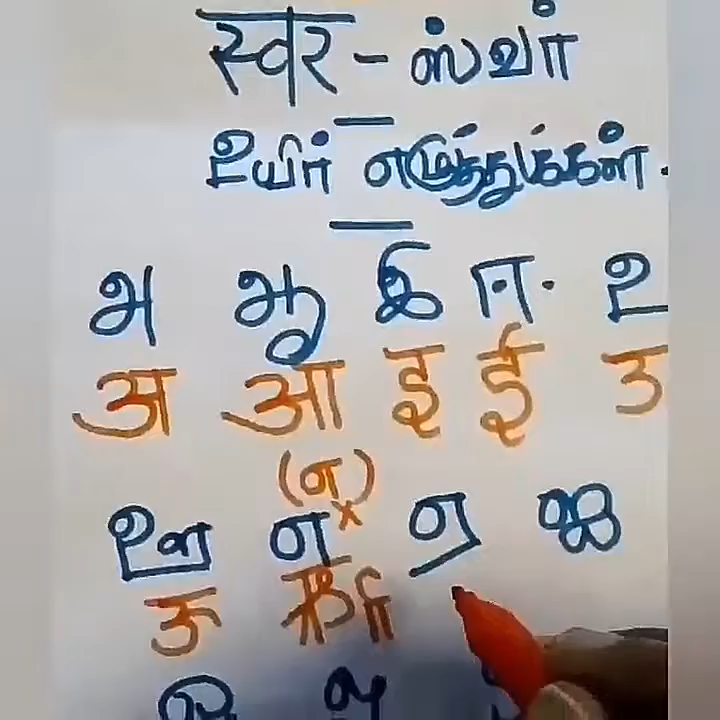 स्वर - ஸ்வர்
உயிர் எழுத்துக்கள்.
அ ஆ இ ஈ உ
अ आ इ ई उ
(எ)
ஊ எ x ஏ ஐ
ऊ